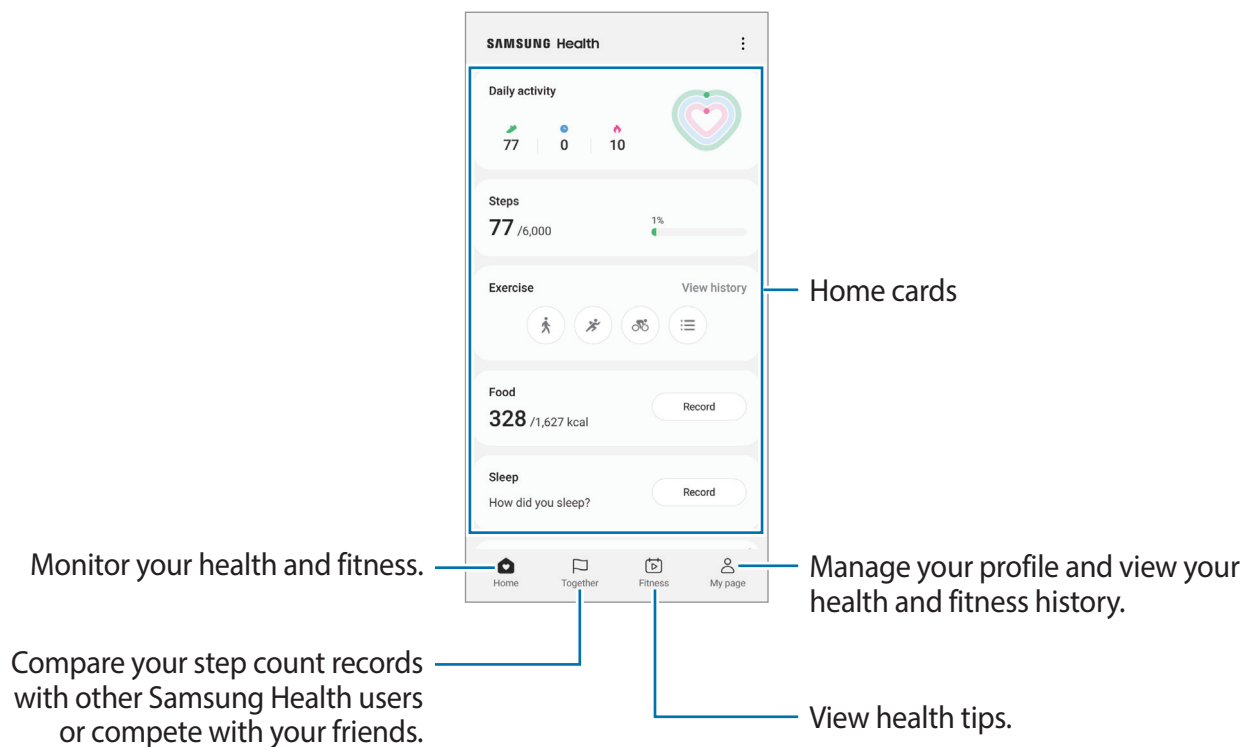 SAMSUNG Health
Daily activity
77 0 10
Steps
77 /6,000
1%
Exercise View history
Home cards
Food
328 /1,627 kcal
Record
Sleep
How did you sleep?
Record
Home Together Fitness My page
Monitor your health and fitness.
Manage your profile and view your
health and fitness history.
Compare your step count records
with other Samsung Health users
or compete with your friends.
View health tips.